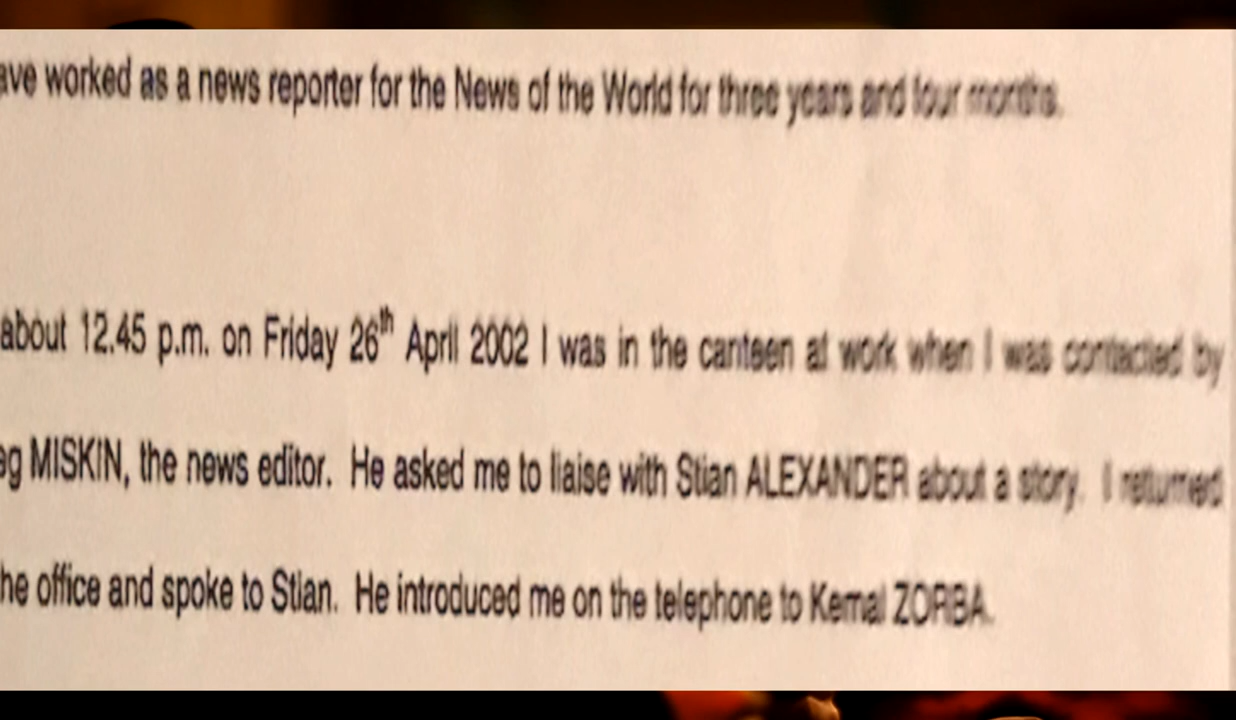 ave worked as a news reporter for the News of the World for three years and four months.
about 12.45 p.m. on Friday 26th April 2002 I was in the canteen at work when I was contacted by
eg MISKIN, the news editor. He asked me to liaise with Stian ALEXANDER about a story. I returned
he office and spoke to Stian. He introduced me on the telephone to Kemal ZORBA.